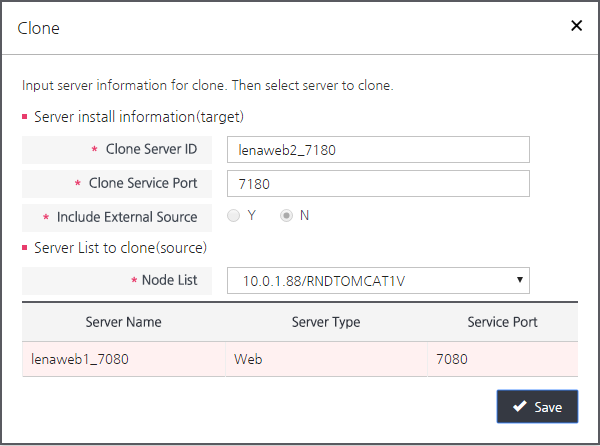 Clone
Input server information for clone. Then select server to clone.
Server install information(target)
* Clone Server ID lenaweb2_7180
* Clone Service Port 7180
* Include External Source Y N
Server List to clone(source)
* Node List 10.0.1.88/RNDTOMCAT1V
Server Name Server Type Service Port
lenaweb1_7080 Web 7080
Save